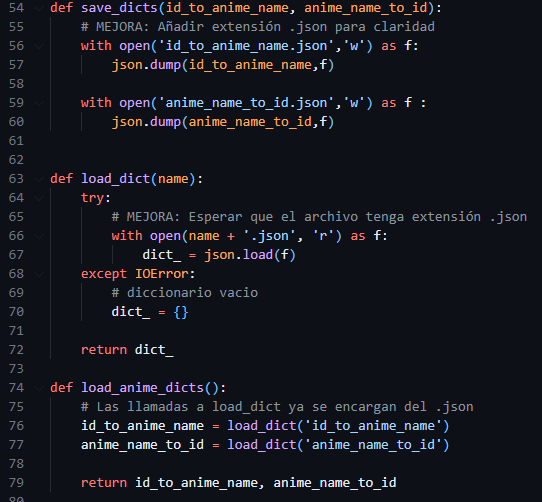 54 def save_dicts(id_to_anime_name, anime_name_to_id):
55     # MEJORA: Añadir extensión .json para claridad
56     with open('id_to_anime_name.json','w') as f:
57         json.dump(id_to_anime_name,f)
58
59     with open('anime_name_to_id.json','w') as f :
60         json.dump(anime_name_to_id,f)
61
62
63 def load_dict(name):
64     try:
65         # MEJORA: Esperar que el archivo tenga extensión .json
66         with open(name + '.json', 'r') as f:
67             dict_ = json.load(f)
68     except IOError:
69         # diccionario vacio
70         dict_ = {}
71
72     return dict_
73
74 def load_anime_dicts():
75     # Las llamadas a load_dict ya se encargan del .json
76     id_to_anime_name = load_dict('id_to_anime_name')
77     anime_name_to_id = load_dict('anime_name_to_id')
78
79     return id_to_anime_name, anime_name_to_id
80